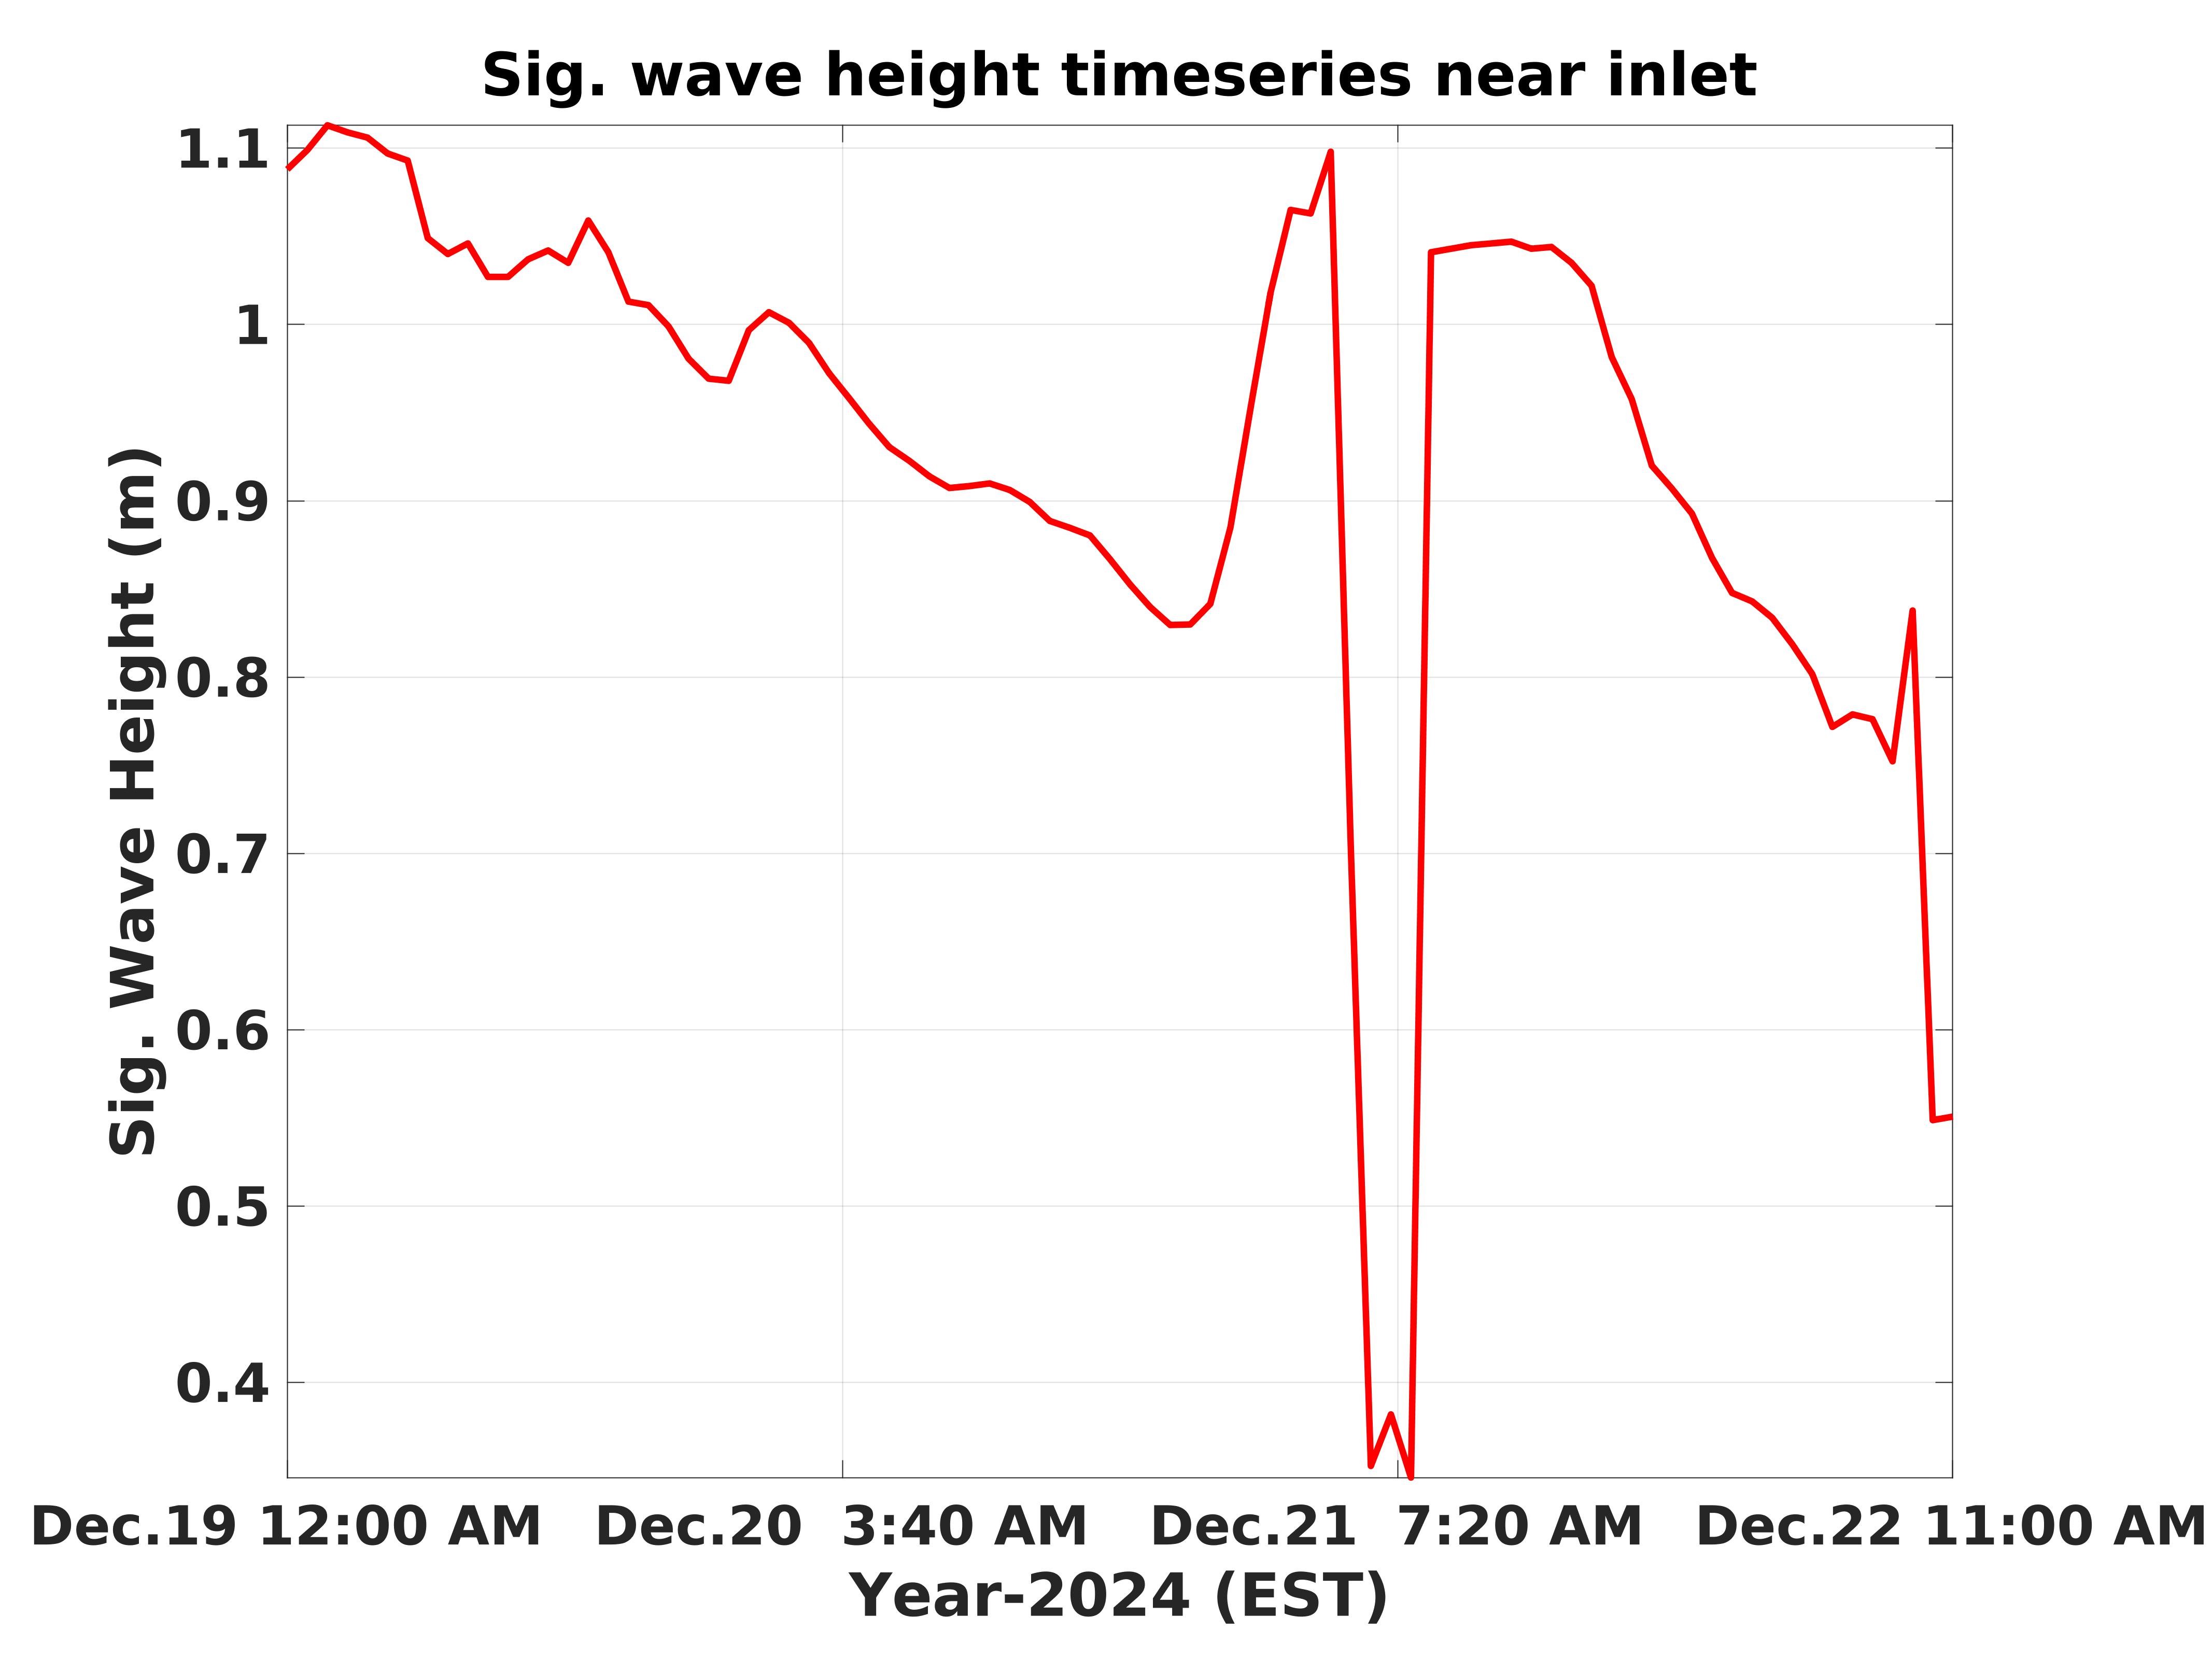 Sig. wave height timeseries near inlet
Sig. Wave Height (m)
1.1
1
0.9
0.8
0.7
0.6
0.5
0.4
Dec.19 12:00 AM Dec.20 3:40 AM Dec.21 7:20 AM Dec.22 11:00 AM
Year-2024 (EST)